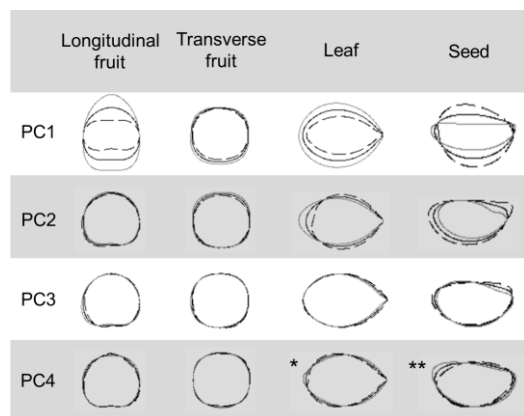 Longitudinal fruit
Transverse fruit
Leaf
Seed
PC1
PC2
PC3
PC4
*
**